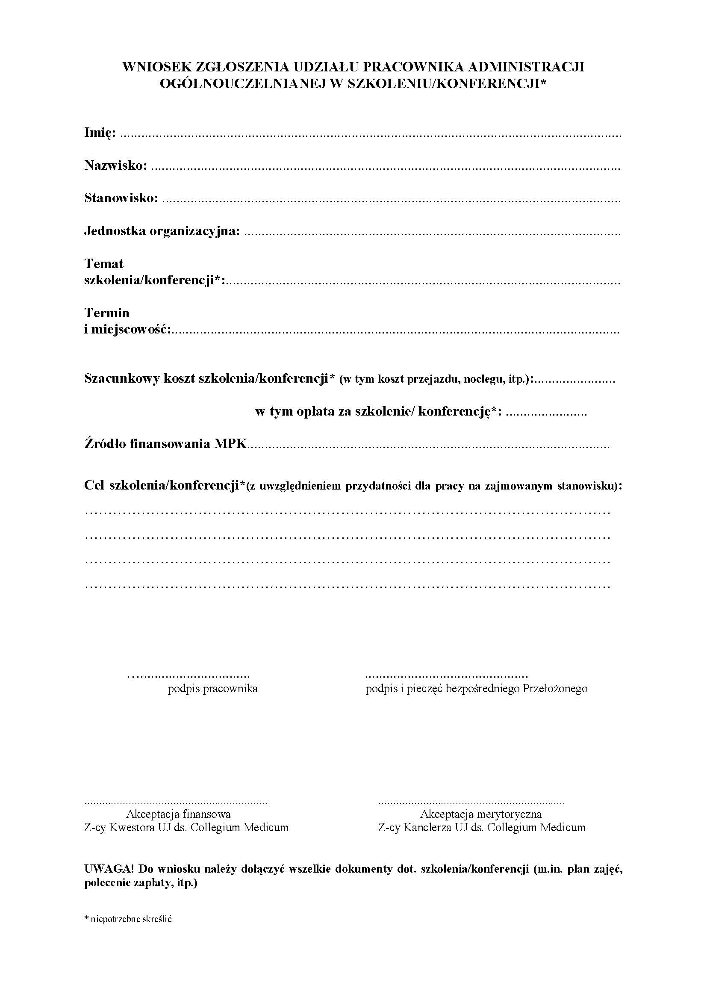 WNIOSEK ZGŁOSZENIA UDZIAŁU PRACOWNIKA ADMINISTRACJI
OGÓLNOUCZELNIANEJ W SZKOLENIU/KONFERENCJI*
Imię: ................................................................................................................................
Nazwisko: ........................................................................................................................
Stanowisko: .....................................................................................................................
Jednostka organizacyjna: ................................................................................................
Temat
szkolenia/konferencji*:.....................................................................................................
Termin
i miejscowość:...................................................................................................................
Szacunkowy koszt szkolenia/konferencji* (w tym koszt przejazdu, noclegu, itp.):.......................
w tym opłata za szkolenie/ konferencję*: .......................
Źródło finansowania MPK............................................................................................
Cel szkolenia/konferencji*(z uwzględnieniem przydatności dla pracy na zajmowanym stanowisku):
…………………………………………………………………………………………………
…………………………………………………………………………………………………
…………………………………………………………………………………………………
…………………………………………………………………………………………………
………............................. ..............................................
podpis pracownika podpis i pieczęć bezpośredniego Przełożonego
.............................................................. ...............................................................
Akceptacja finansowa Akceptacja merytoryczna
Z-cy Kwestora UJ ds. Collegium Medicum Z-cy Kanclerza UJ ds. Collegium Medicum
UWAGA! Do wniosku należy dołączyć wszelkie dokumenty dot. szkolenia/konferencji (m.in. plan zajęć,
polecenie zapłaty, itp.)
* niepotrzebne skreślić